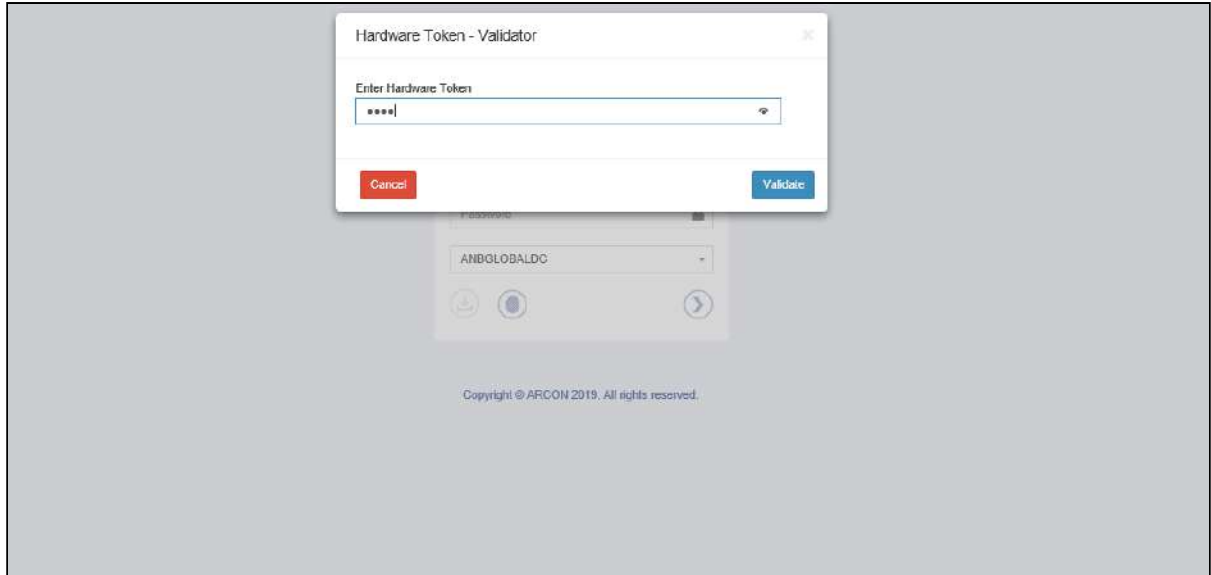 Hardware Token - Validator
Enter Hardware Token
Cancel
Validate
Password
ANBGLOBALDC
Copyright © ARCON 2019. All rights reserved.